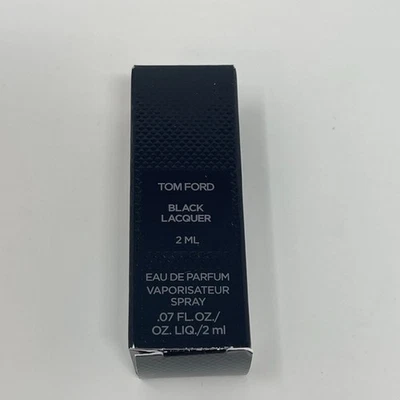 TOM FORD
BLACK
LACQUER
2 ML
EAU DE PARFUM
VAPORISATEUR
SPRAY
.07 FL.OZ./
OZ. LIQ./2 ml